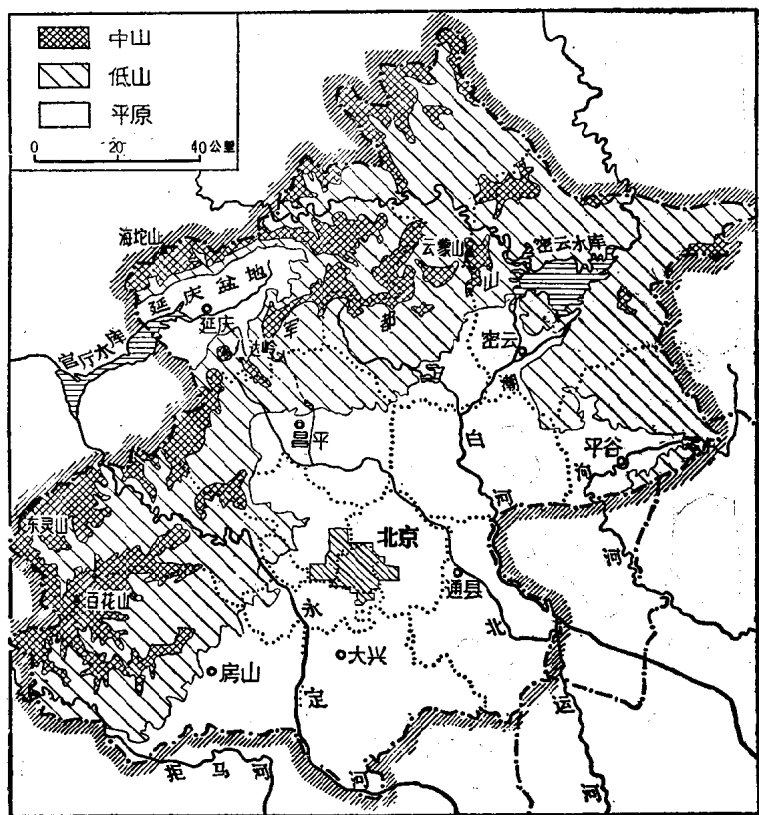 中山
低山
平原
0 20 40公里
海坨山
云蒙山
密云水库
延庆盆地
延庆
官厅水库
八达岭
军都山
密云
潮白河
昌平
平谷
河
北京
东灵山
百花山
通县
永定河
大兴
房山
北运河
拒马河